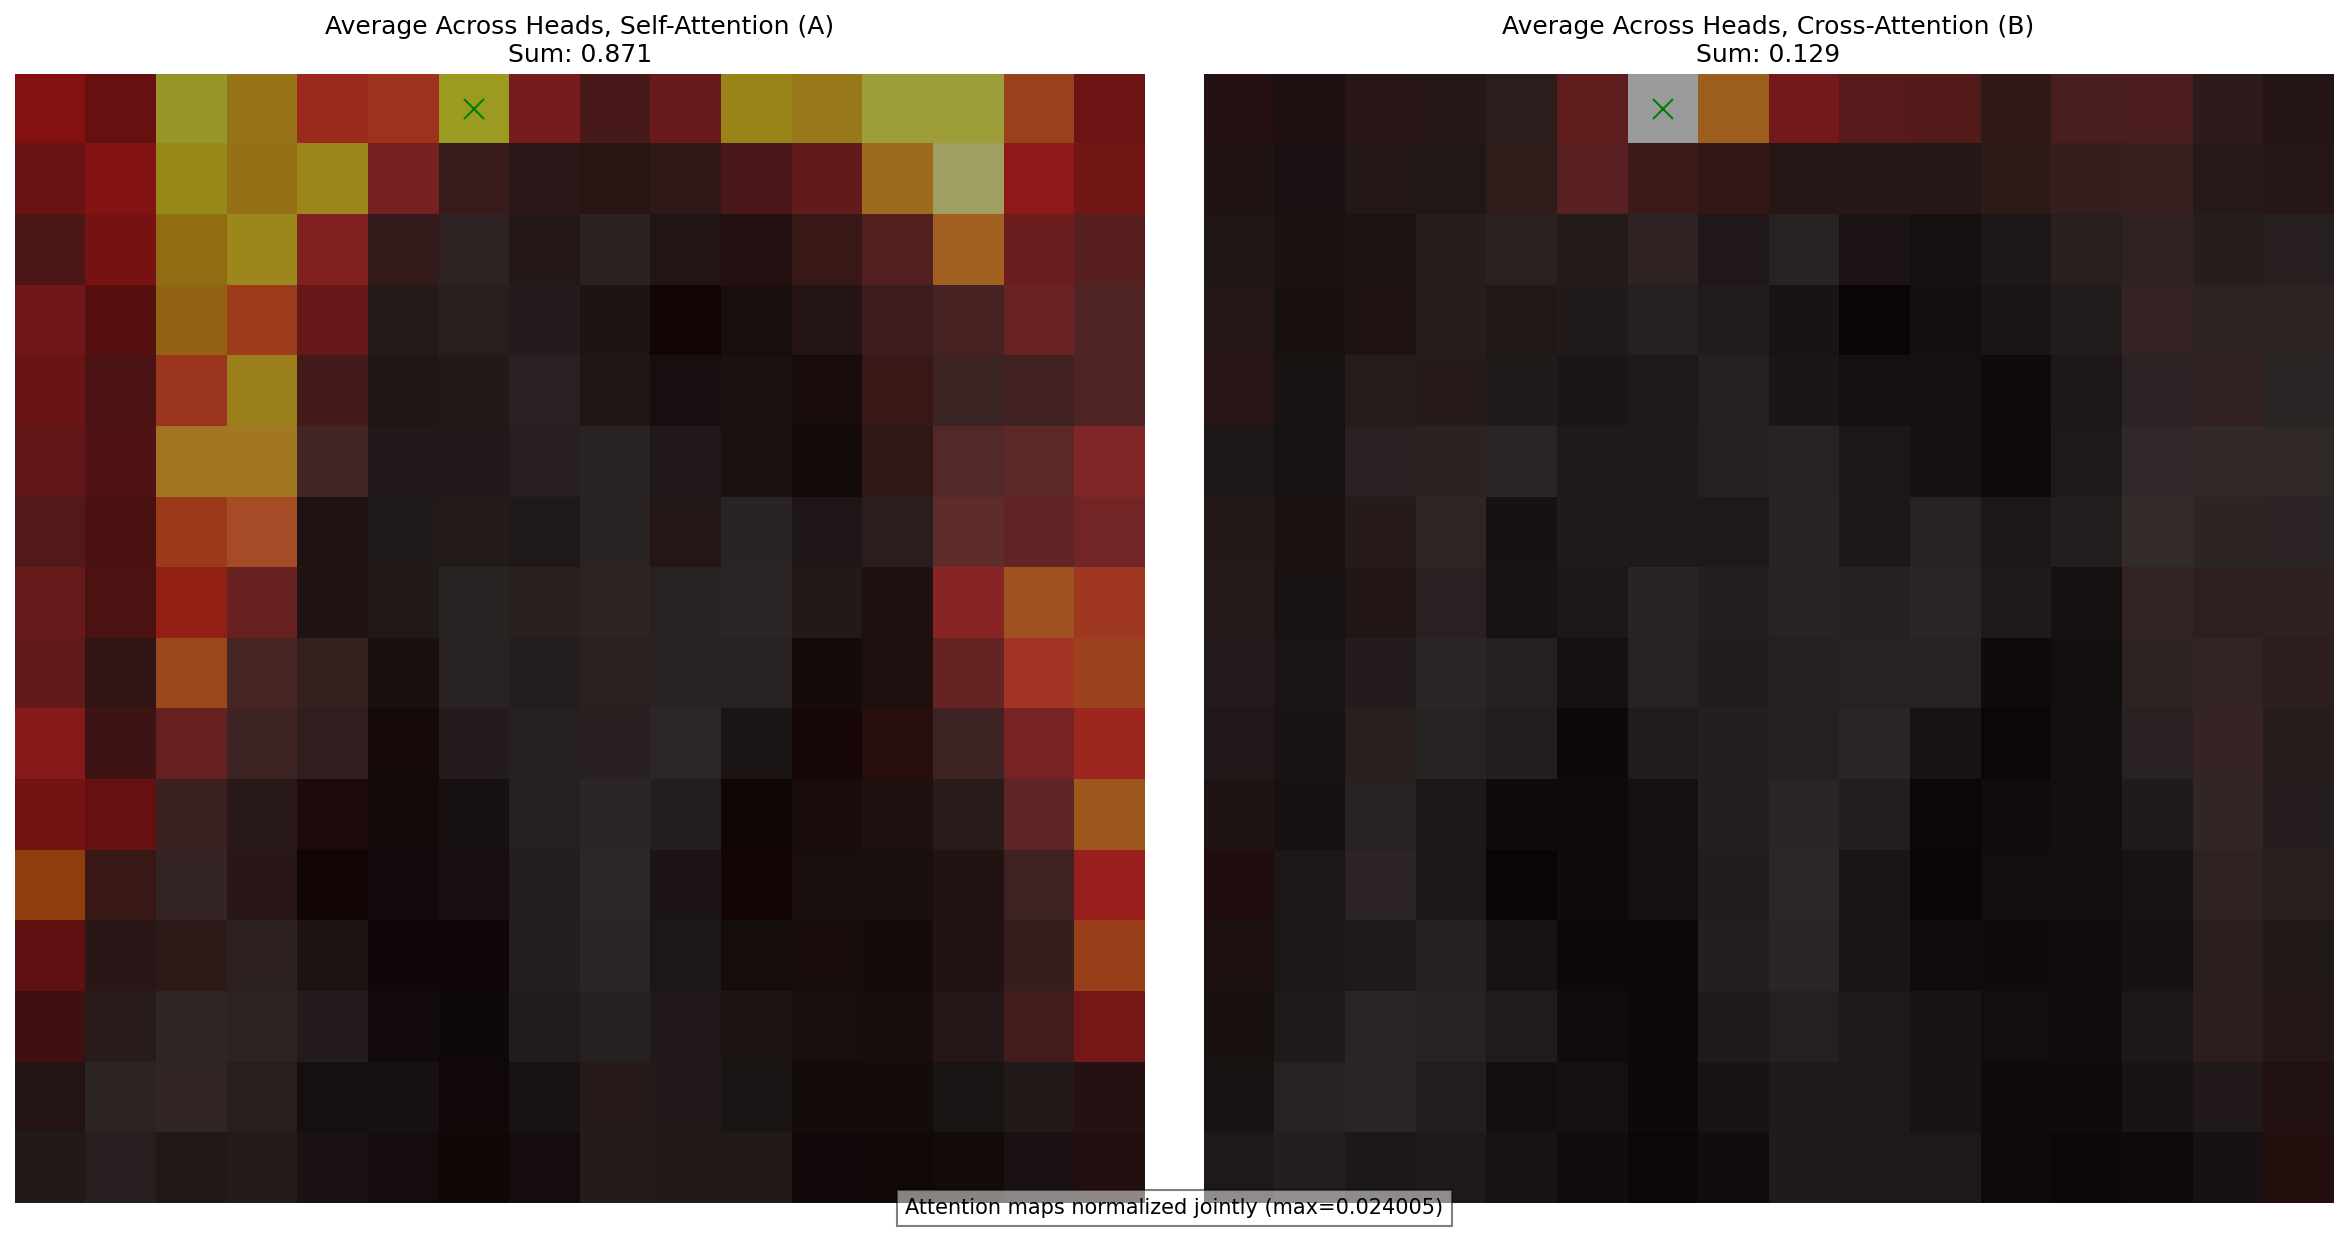 Average Across Heads, Self-Attention (A)
Sum: 0.871
Average Across Heads, Cross-Attention (B)
Sum: 0.129
Attention maps normalized jointly (max=0.024005)